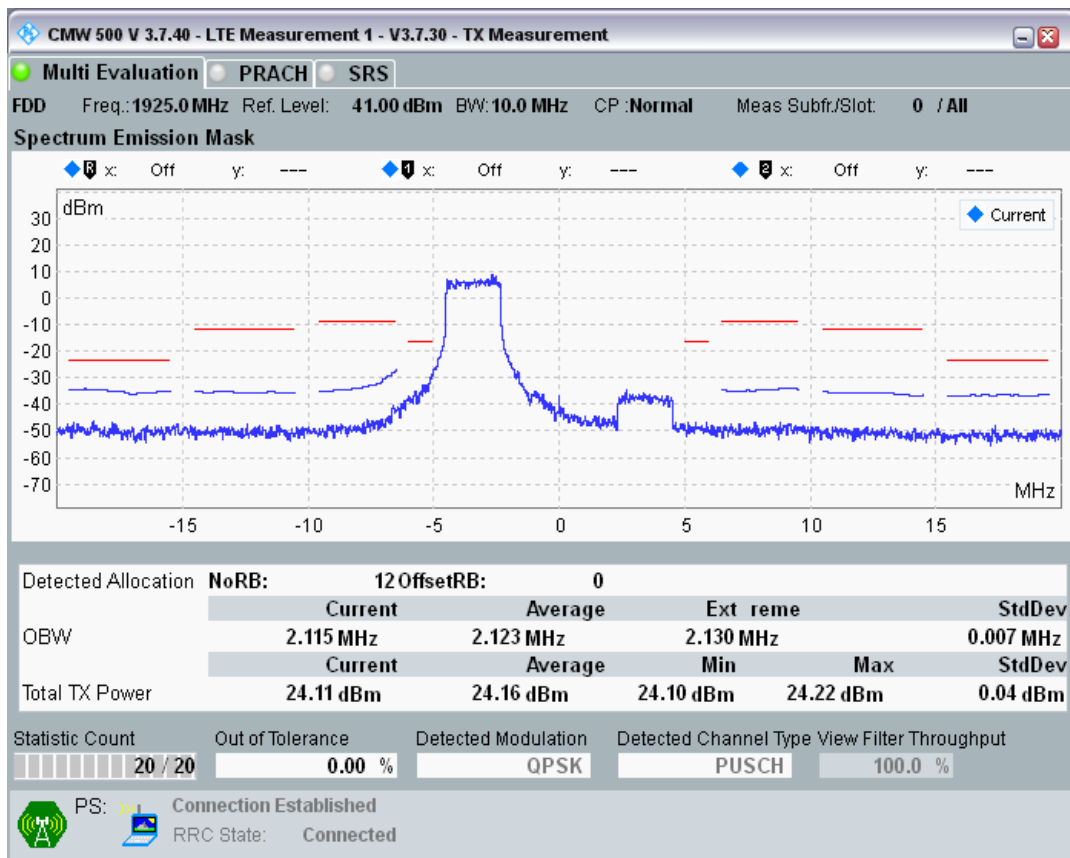 CMW 500 V 3.7.40 - LTE Measurement 1 - V3.7.30 - TX Measurement
Multi Evaluation PRACH SRS
FDD Freq.: 1925.0 MHz Ref. Level: 41.00 dBm BW: 10.0 MHz CP :Normal Meas Subfr./Slot: 0 / All
Spectrum Emission Mask
R x: Off y: --- 1 x: Off y: --- 2 x: Off y: ---
dBm
Current
30
20
10
0
-10
-20
-30
-40
-50
-60
-70
MHz
-15 -10 -5 0 5 10 15
Detected Allocation NoRB: 12 OffsetRB: 0
Current Average Ext reme StdDev
OBW 2.115 MHz 2.123 MHz 2.130 MHz 0.007 MHz
Current Average Min Max StdDev
Total TX Power 24.11 dBm 24.16 dBm 24.10 dBm 24.22 dBm 0.04 dBm
Statistic Count Out of Tolerance Detected Modulation Detected Channel Type View Filter Throughput
20 / 20 0.00 % QPSK PUSCH 100.0 %
PS: Connection Established
RRC State: Connected